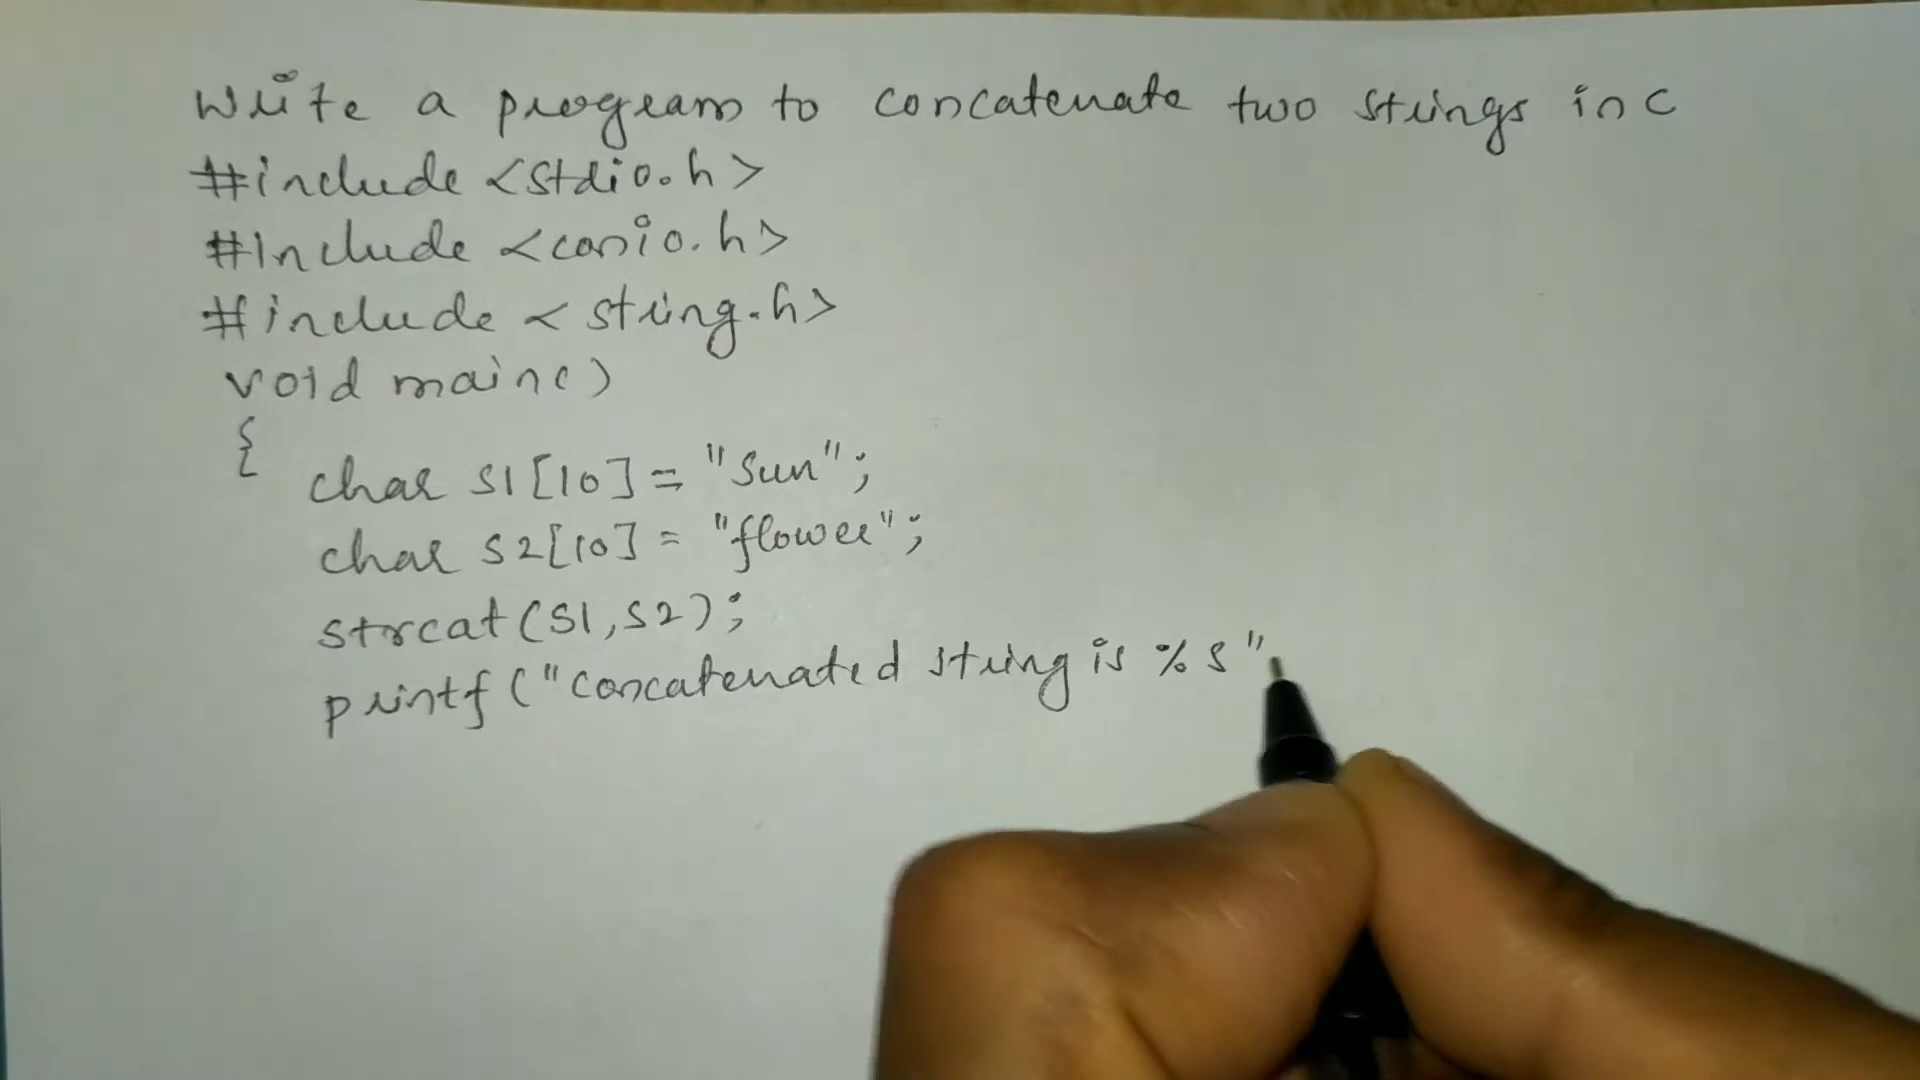 Write a program to concatenate two strings in c
#include <stdio.h>
#Include <conio.h>
#include < string.h>
void main()
{
char s1[10] = "sun";
char s2[10] = "flower";
strcat(s1,s2);
printf("concatenated string is %s"